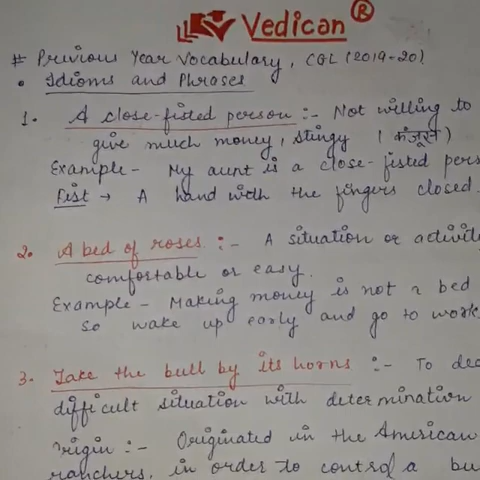 Vedican ®
# Previous Year Vocabulary, CGL (2019-20)
• Idioms and Phrases
1. A close-fisted person :- Not willing to
give much money, stingy ( कंजूस )
Example - My aunt is a close-fisted pers
Fist → A hand with the fingers closed.
2. A bed of roses :- A situation or activit
comfortable or easy.
Example - Making money is not a bed
so wake up early and go to work
3. Take the bull by its horns :- To dea
difficult situation with determination
Origin :- Originated in the American
ranchers, in order to control a bu